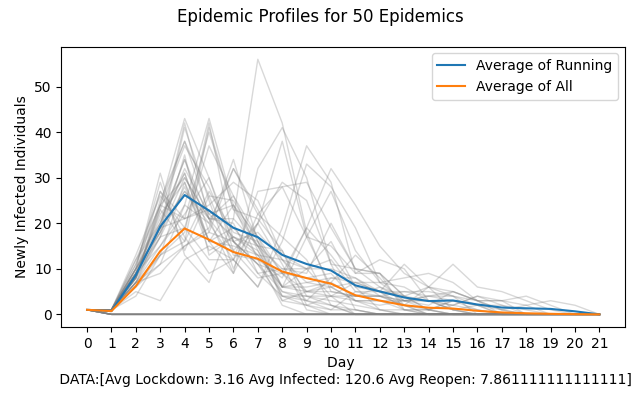 Epidemic Profiles for 50 Epidemics
Average of Running
Average of All
Newly Infected Individuals
50
40
30
20
10
0
0 1 2 3 4 5 6 7 8 9 10 11 12 13 14 15 16 17 18 19 20 21
Day
DATA:[Avg Lockdown: 3.16 Avg Infected: 120.6 Avg Reopen: 7.861111111111111]